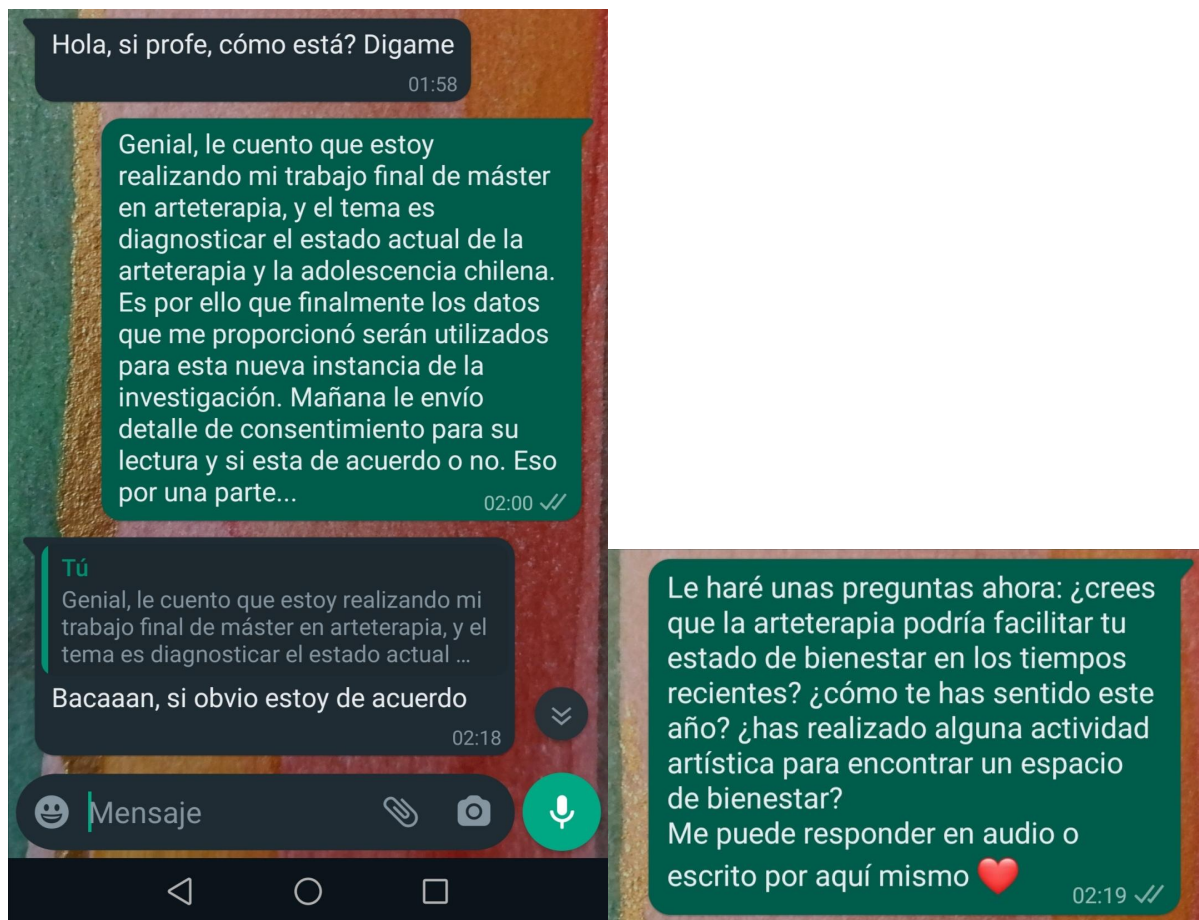 Hola, si profe, cómo está? Digame
01:58
Genial, le cuento que estoy
realizando mi trabajo final de máster
en arteterapia, y el tema es
diagnosticar el estado actual de la
arteterapia y la adolescencia chilena.
Es por ello que finalmente los datos
que me proporcionó serán utilizados
para esta nueva instancia de la
investigación. Mañana le envío
detalle de consentimiento para su
lectura y si esta de acuerdo o no. Eso
por una parte...
02:00
Tú
Genial, le cuento que estoy realizando mi
trabajo final de máster en arteterapia, y el
tema es diagnosticar el estado actual ...
Bacaaan, si obvio estoy de acuerdo
02:18
Mensaje
Le haré unas preguntas ahora: ¿crees
que la arteterapia podría facilitar tu
estado de bienestar en los tiempos
recientes? ¿cómo te has sentido este
año? ¿has realizado alguna actividad
artística para encontrar un espacio
de bienestar?
Me puede responder en audio o
escrito por aquí mismo ❤️
02:19